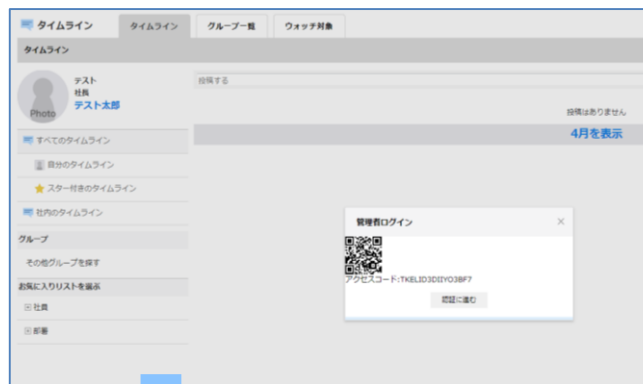 タイムライン
タイムライン
グループ一覧
ウォッチ対象
タイムライン
テスト
社長
テスト太郎
Photo
投稿する
投稿はありません
4月を表示
すべてのタイムライン
自分のタイムライン
スター付きのタイムライン
社内のタイムライン
グループ
その他グループを探す
お気に入りリストを選ぶ
社員
部署
管理者ログイン
×
アクセスコード:TKELID3DIIYO3BF7
認証に進む